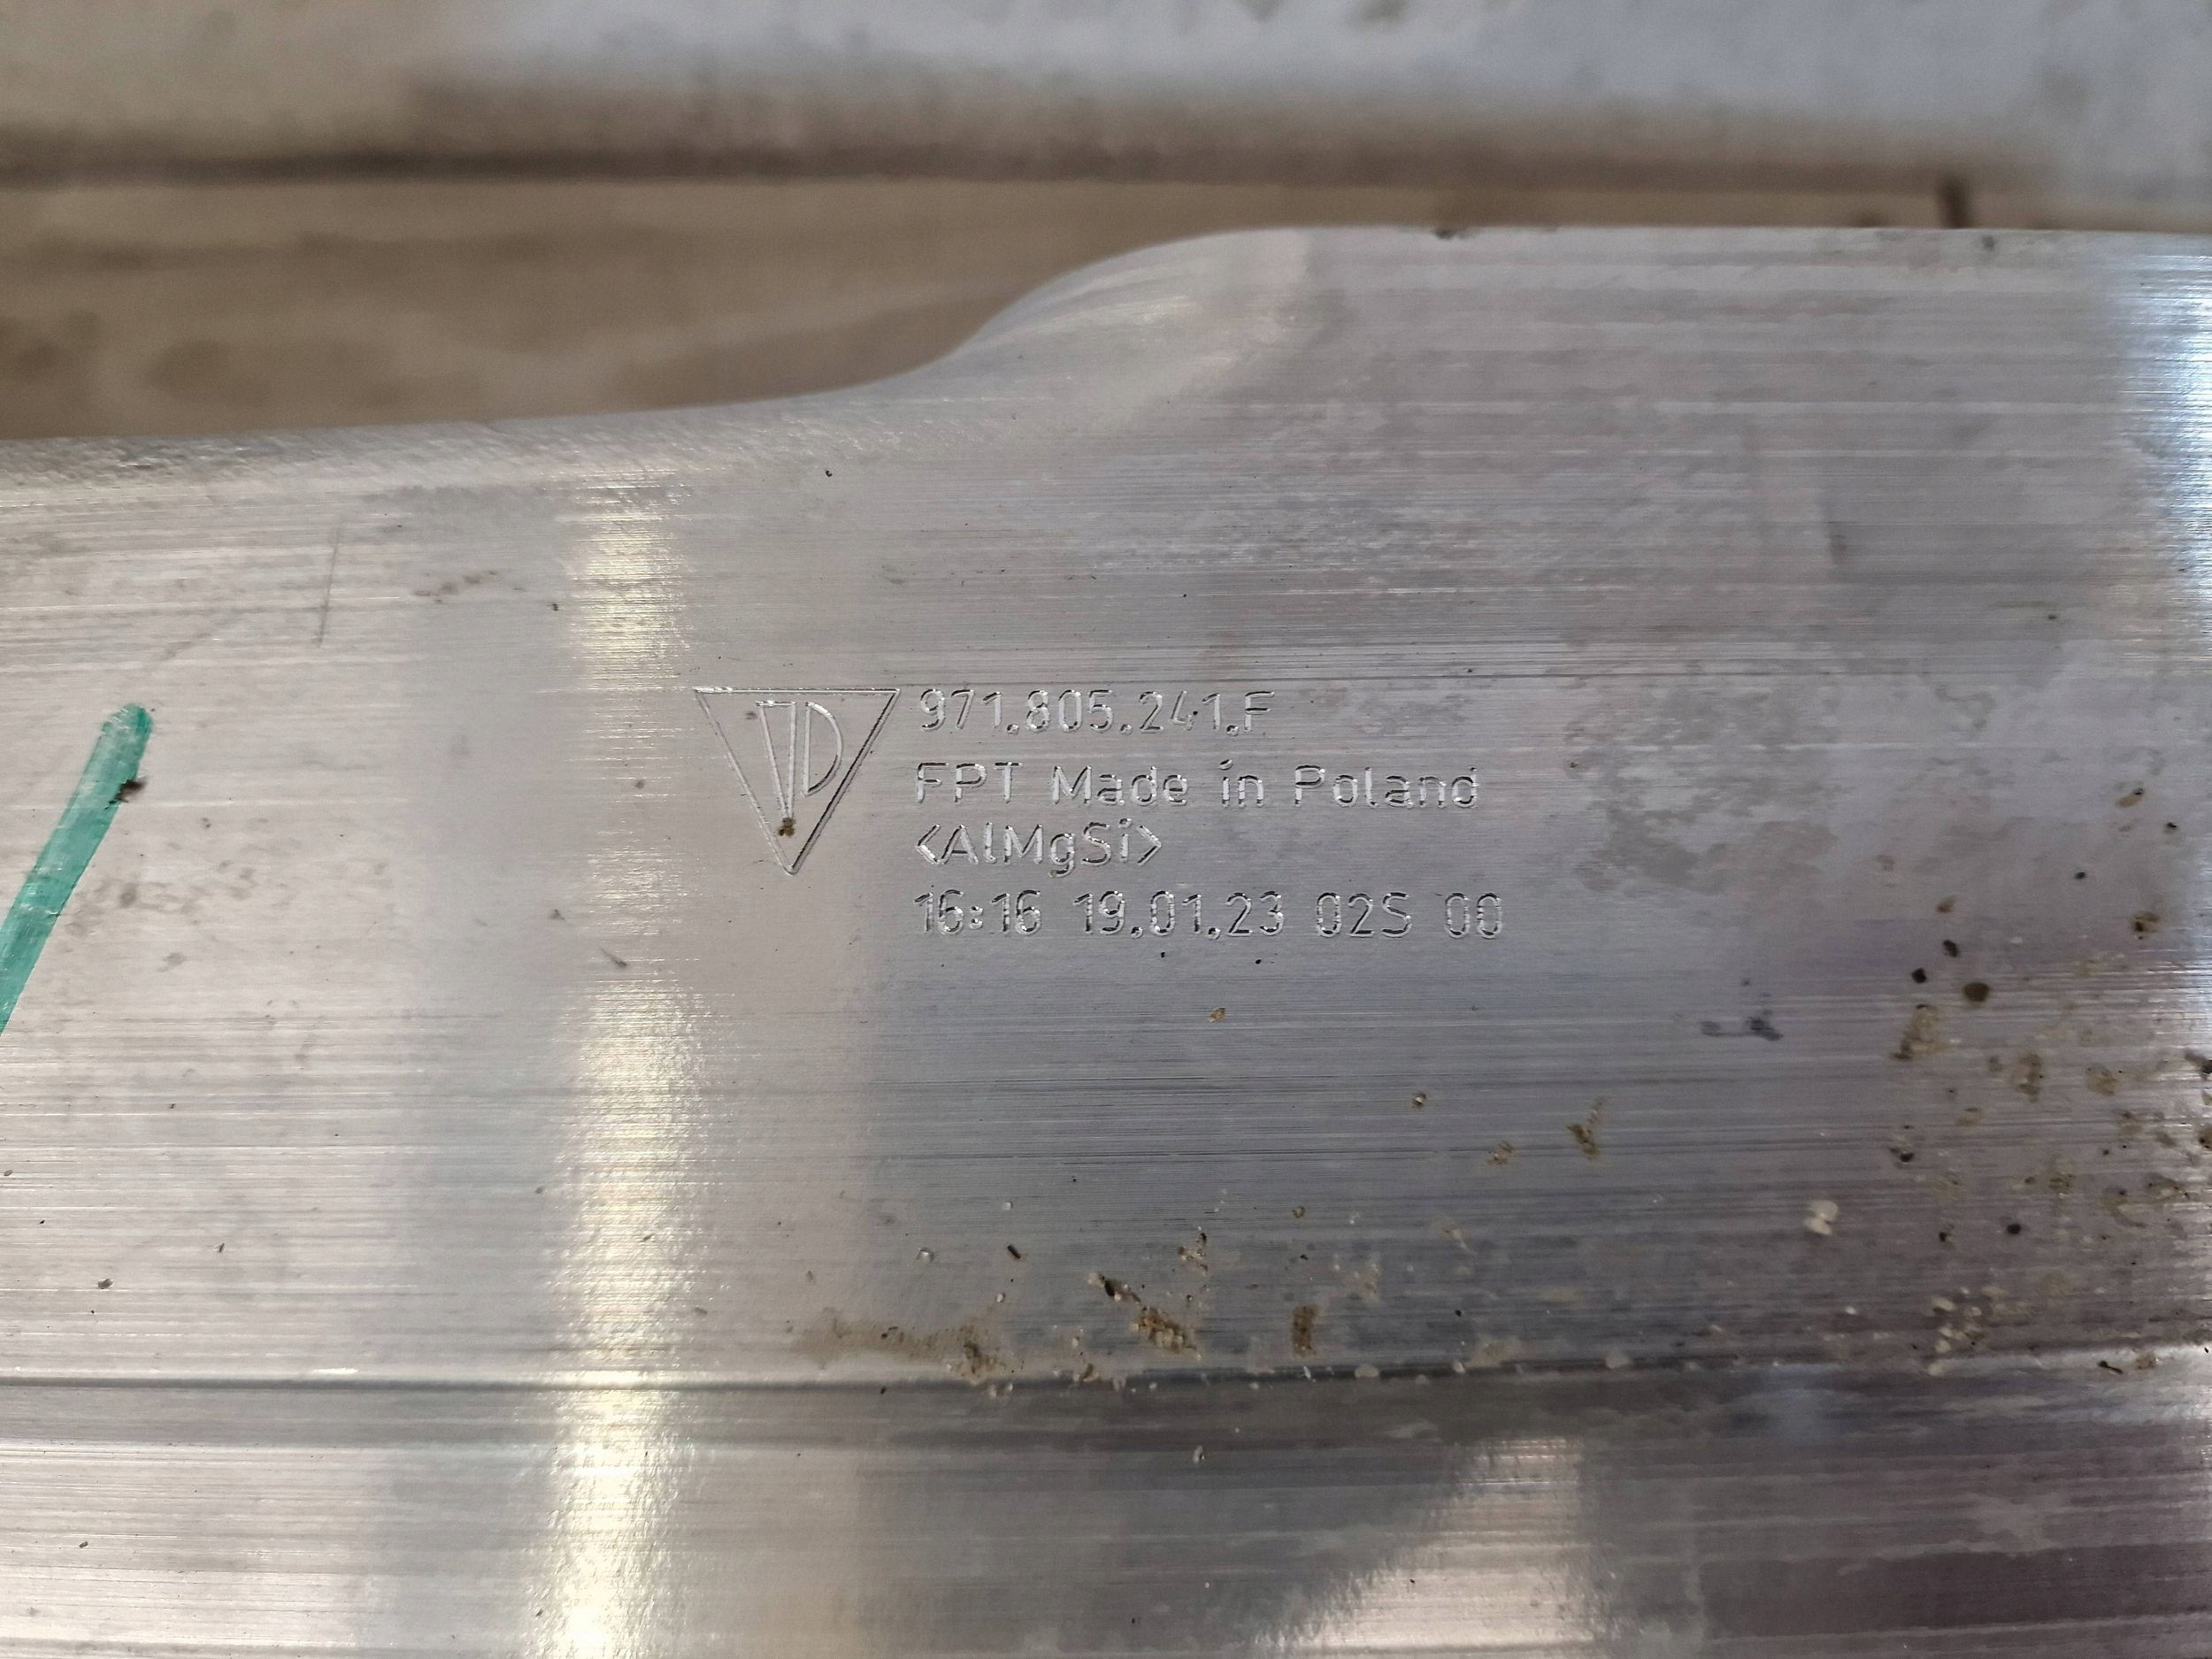 971.805.241.F
FPT Made in Poland
<AlMgSi>
16:16 19.01.23 02S 00